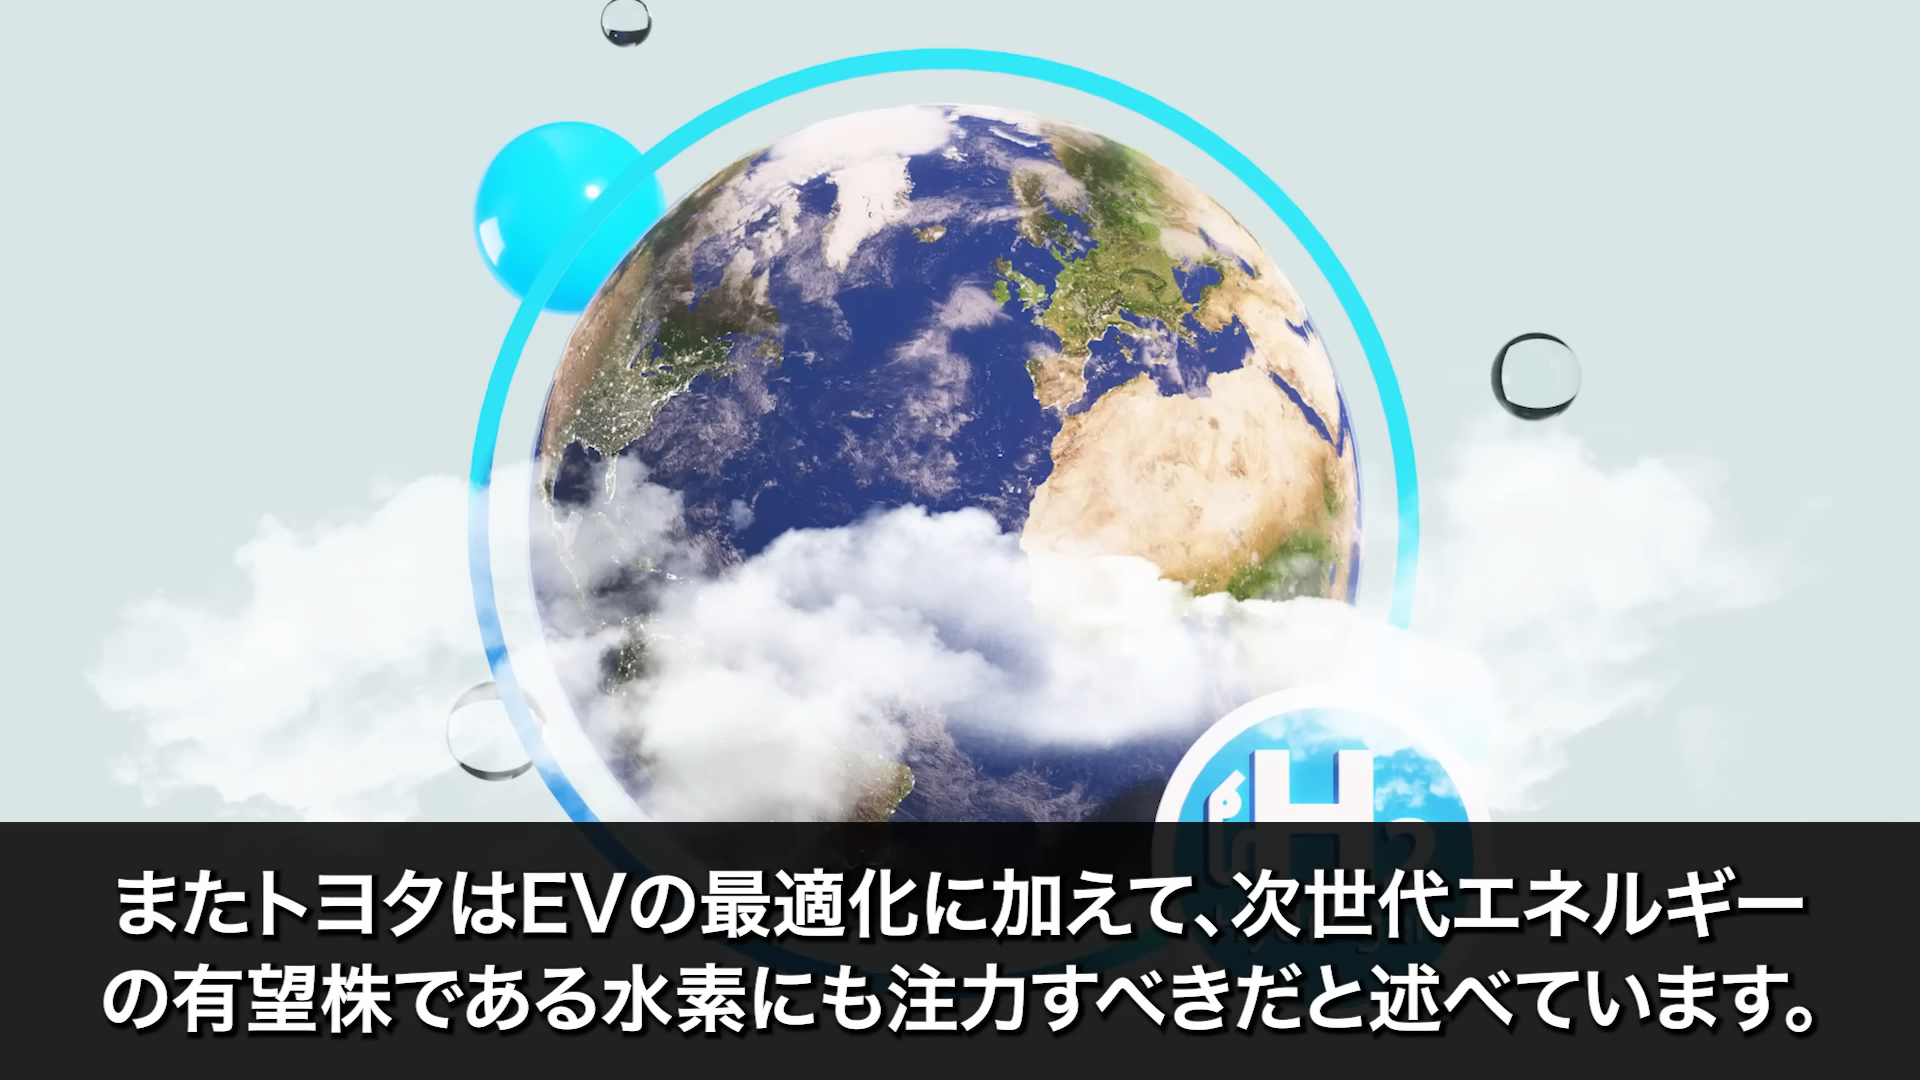 H2
またトヨタはEVの最適化に加えて､次世代エネルギー
の有望株である水素にも注力すべきだと述べています。